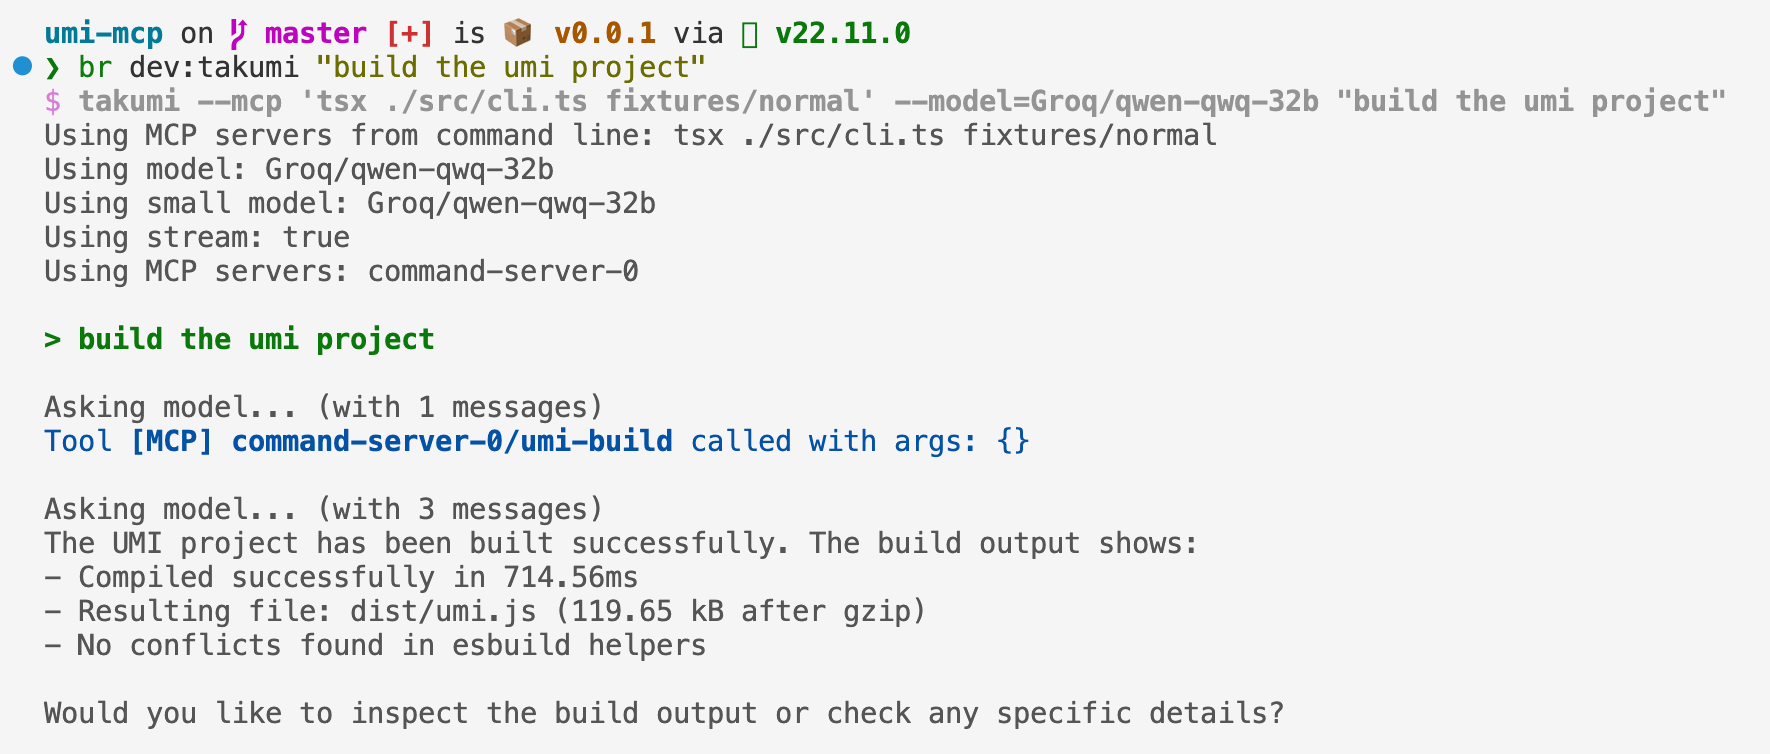 umi-mcp on master [+] is 📦 v0.0.1 via v22.11.0
❯ br dev:takumi "build the umi project"
$ takumi --mcp 'tsx ./src/cli.ts fixtures/normal' --model=Groq/qwen-qwq-32b "build the umi project"
Using MCP servers from command line: tsx ./src/cli.ts fixtures/normal
Using model: Groq/qwen-qwq-32b
Using small model: Groq/qwen-qwq-32b
Using stream: true
Using MCP servers: command-server-0
> build the umi project
Asking model... (with 1 messages)
Tool [MCP] command-server-0/umi-build called with args: {}
Asking model... (with 3 messages)
The UMI project has been built successfully. The build output shows:
- Compiled successfully in 714.56ms
- Resulting file: dist/umi.js (119.65 kB after gzip)
- No conflicts found in esbuild helpers
Would you like to inspect the build output or check any specific details?